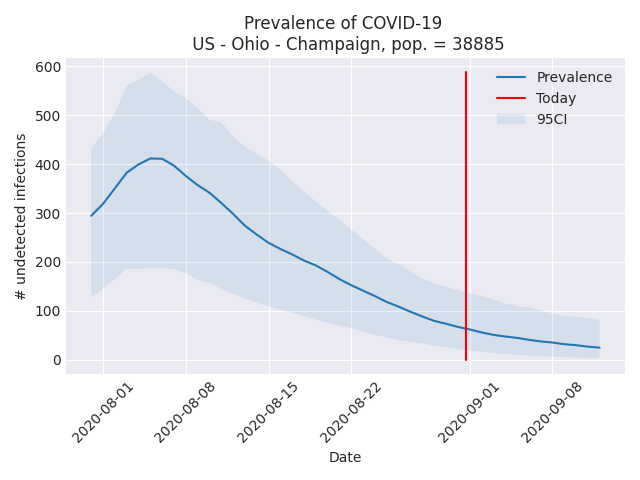 Prevalence of COVID-19
US - Ohio - Champaign, pop. = 38885
600
500
400
300
200
100
0
# undetected infections
Prevalence
Today
95CI
2020-08-01
2020-08-08
2020-08-15
2020-08-22
2020-09-01
2020-09-08
Date